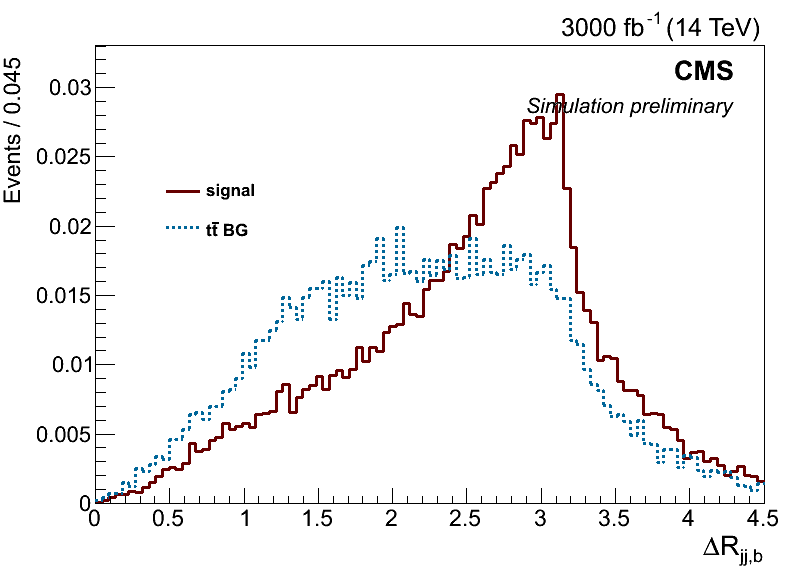 3000 fb⁻¹ (14 TeV)
CMS
Simulation preliminary
Events / 0.045
0.03
0.025
0.02
0.015
0.01
0.005
0
signal
tt̄ BG
0 0.5 1 1.5 2 2.5 3 3.5 4 4.5
ΔR jj,b